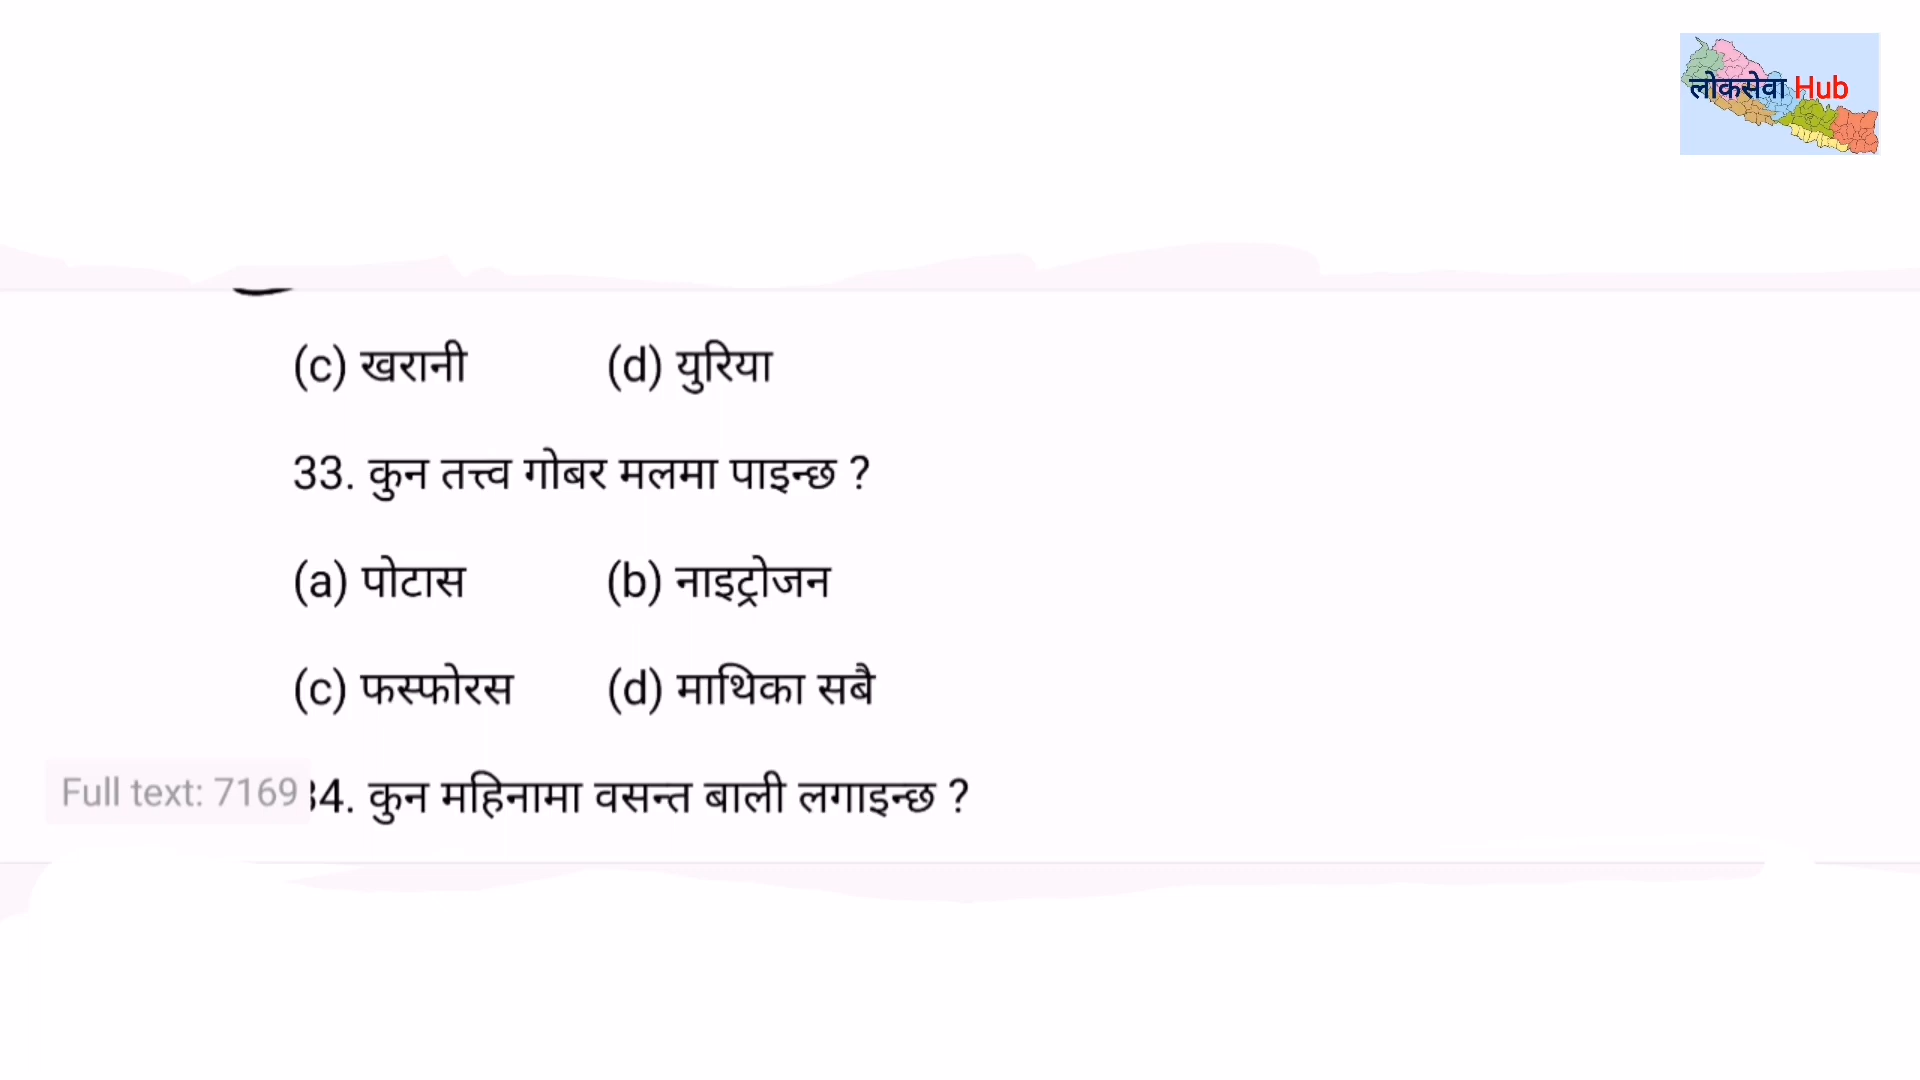 लोकसेवा Hub
(c) खरानी (d) युरिया
33. कुन तत्त्व गोबर मलमा पाइन्छ ?
(a) पोटास (b) नाइट्रोजन
(c) फस्फोरस (d) माथिका सबै
Full text: 7169
34. कुन महिनामा वसन्त बाली लगाइन्छ ?